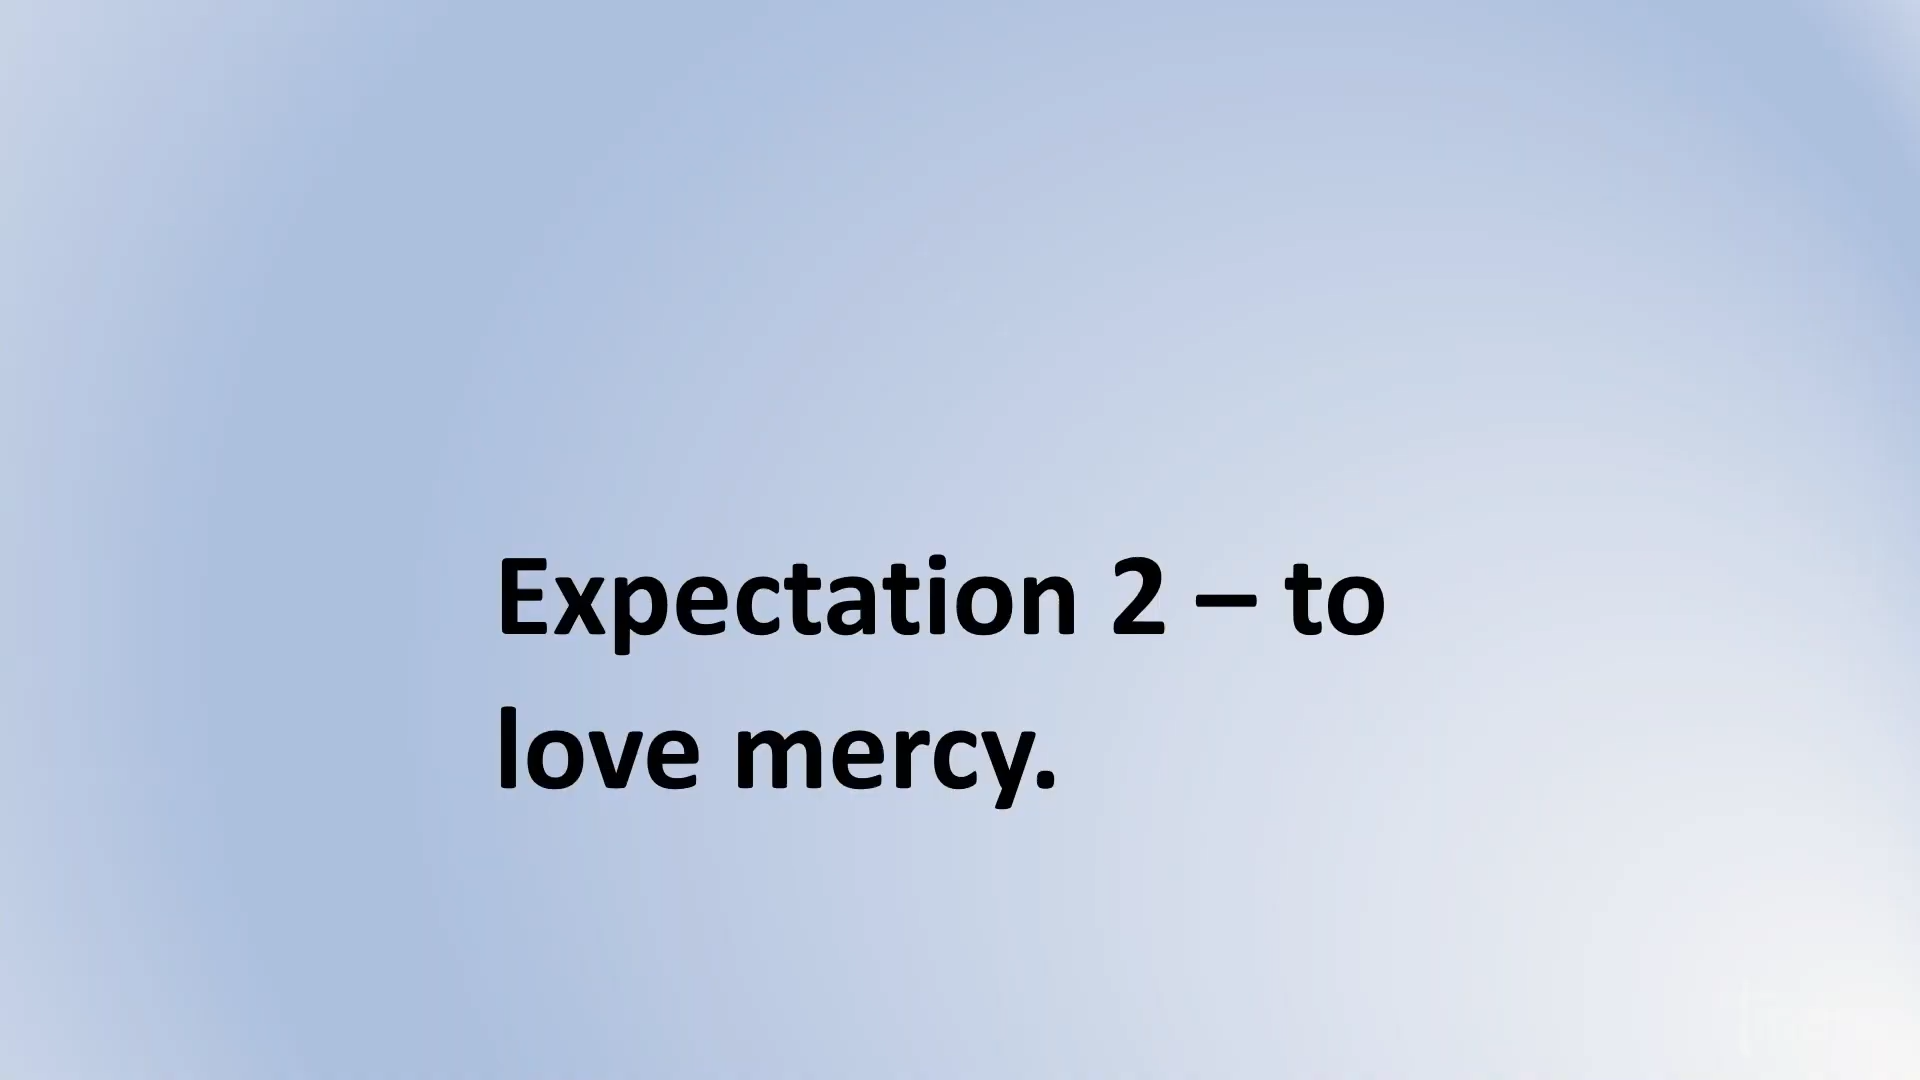 Expectation 2 – to
love mercy.